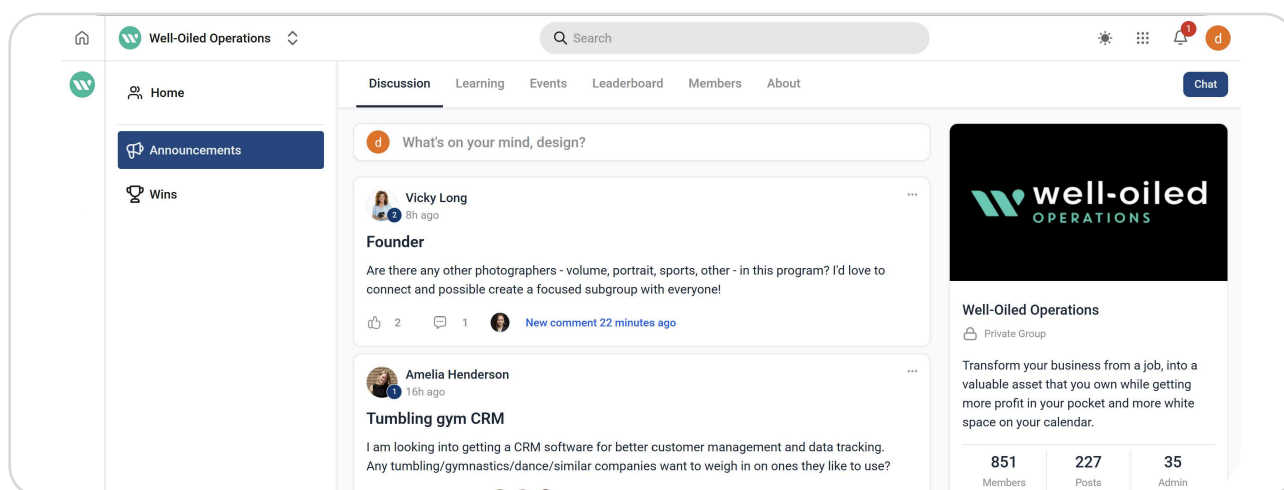 Well-Oiled Operations
Search
1
d
Home
Announcements
Wins
Discussion Learning Events Leaderboard Members About
Chat
d What's on your mind, design?
Vicky Long
2 8h ago
Founder
Are there any other photographers - volume, portrait, sports, other - in this program? I'd love to
connect and possible create a focused subgroup with everyone!
2 1 New comment 22 minutes ago
Amelia Henderson
1 16h ago
Tumbling gym CRM
I am looking into getting a CRM software for better customer management and data tracking.
Any tumbling/gymnastics/dance/similar companies want to weigh in on ones they like to use?
well-oiled
OPERATIONS
Well-Oiled Operations
Private Group
Transform your business from a job, into a
valuable asset that you own while getting
more profit in your pocket and more white
space on your calendar.
851 227 35
Members Posts Admin